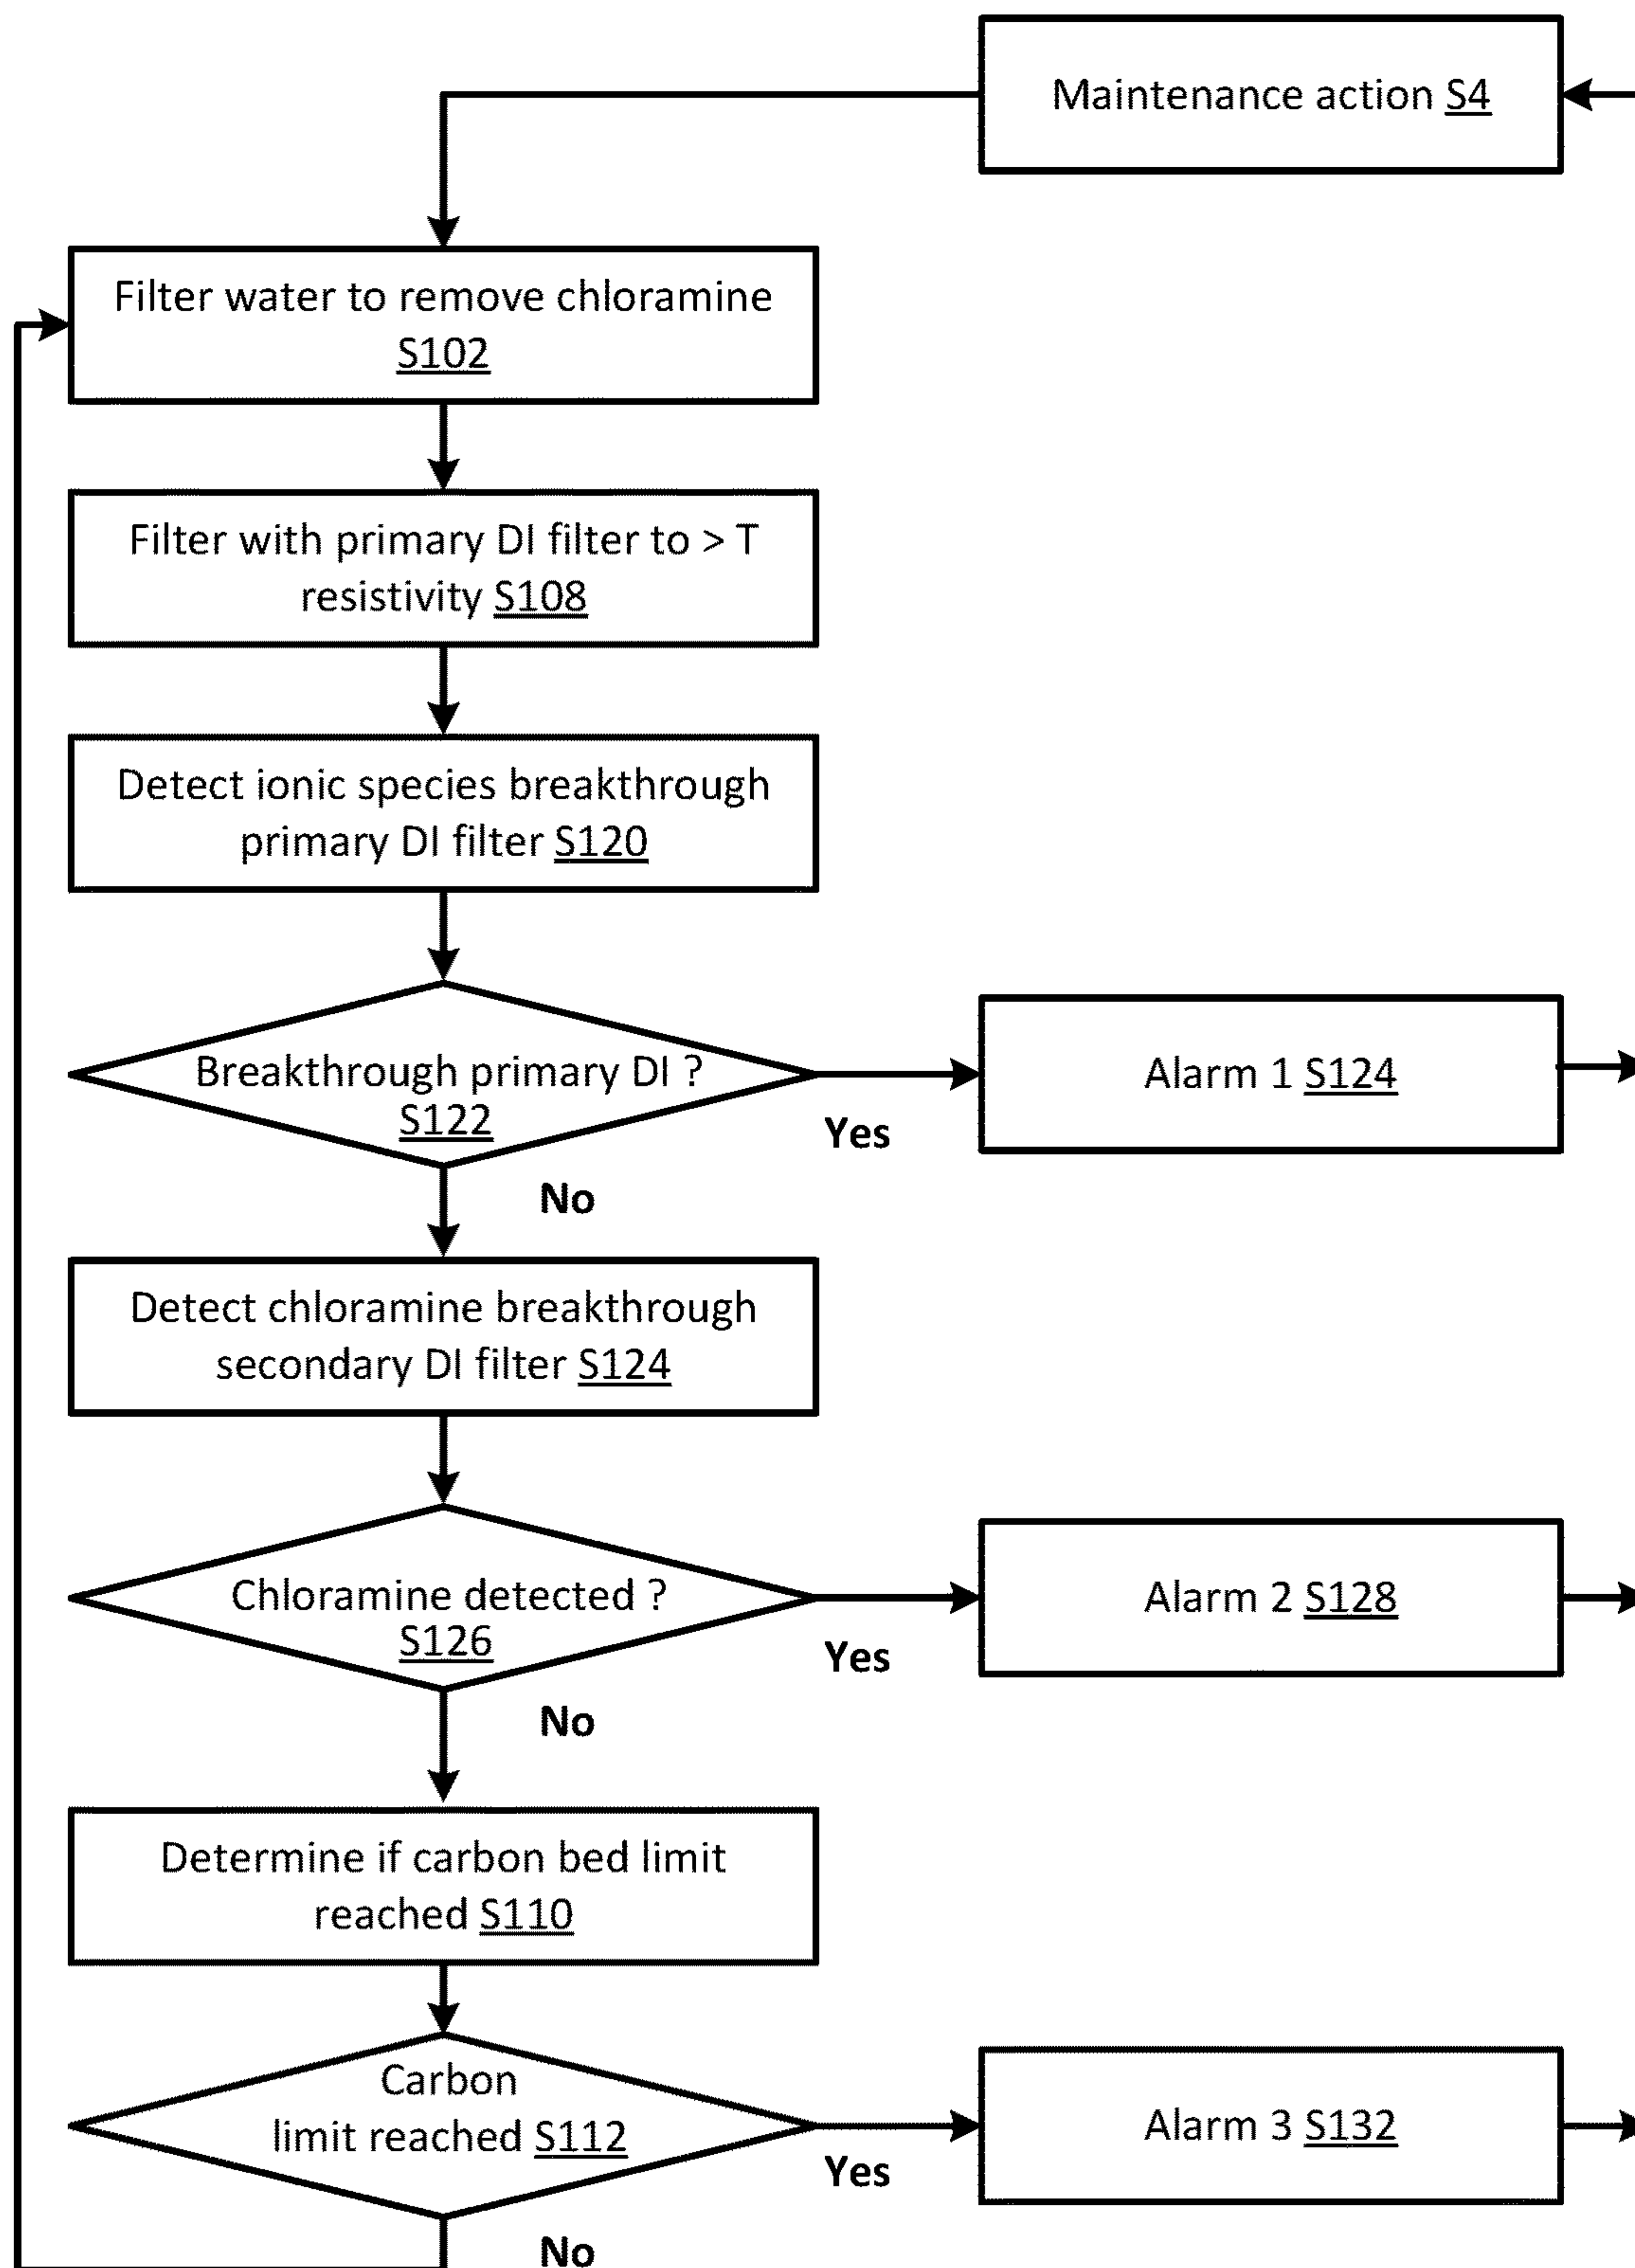 Maintenance action S4
Filter water to remove chloramine
S102
Filter with primary DI filter to > T
resistivity S108
Detect ionic species breakthrough
primary DI filter S120
Breakthrough primary DI ?
S122
Yes
Alarm 1 S124
No
Detect chloramine breakthrough
secondary DI filter S124
Chloramine detected ?
S126
Yes
Alarm 2 S128
No
Determine if carbon bed limit
reached S110
Carbon
limit reached S112
Yes
Alarm 3 S132
No